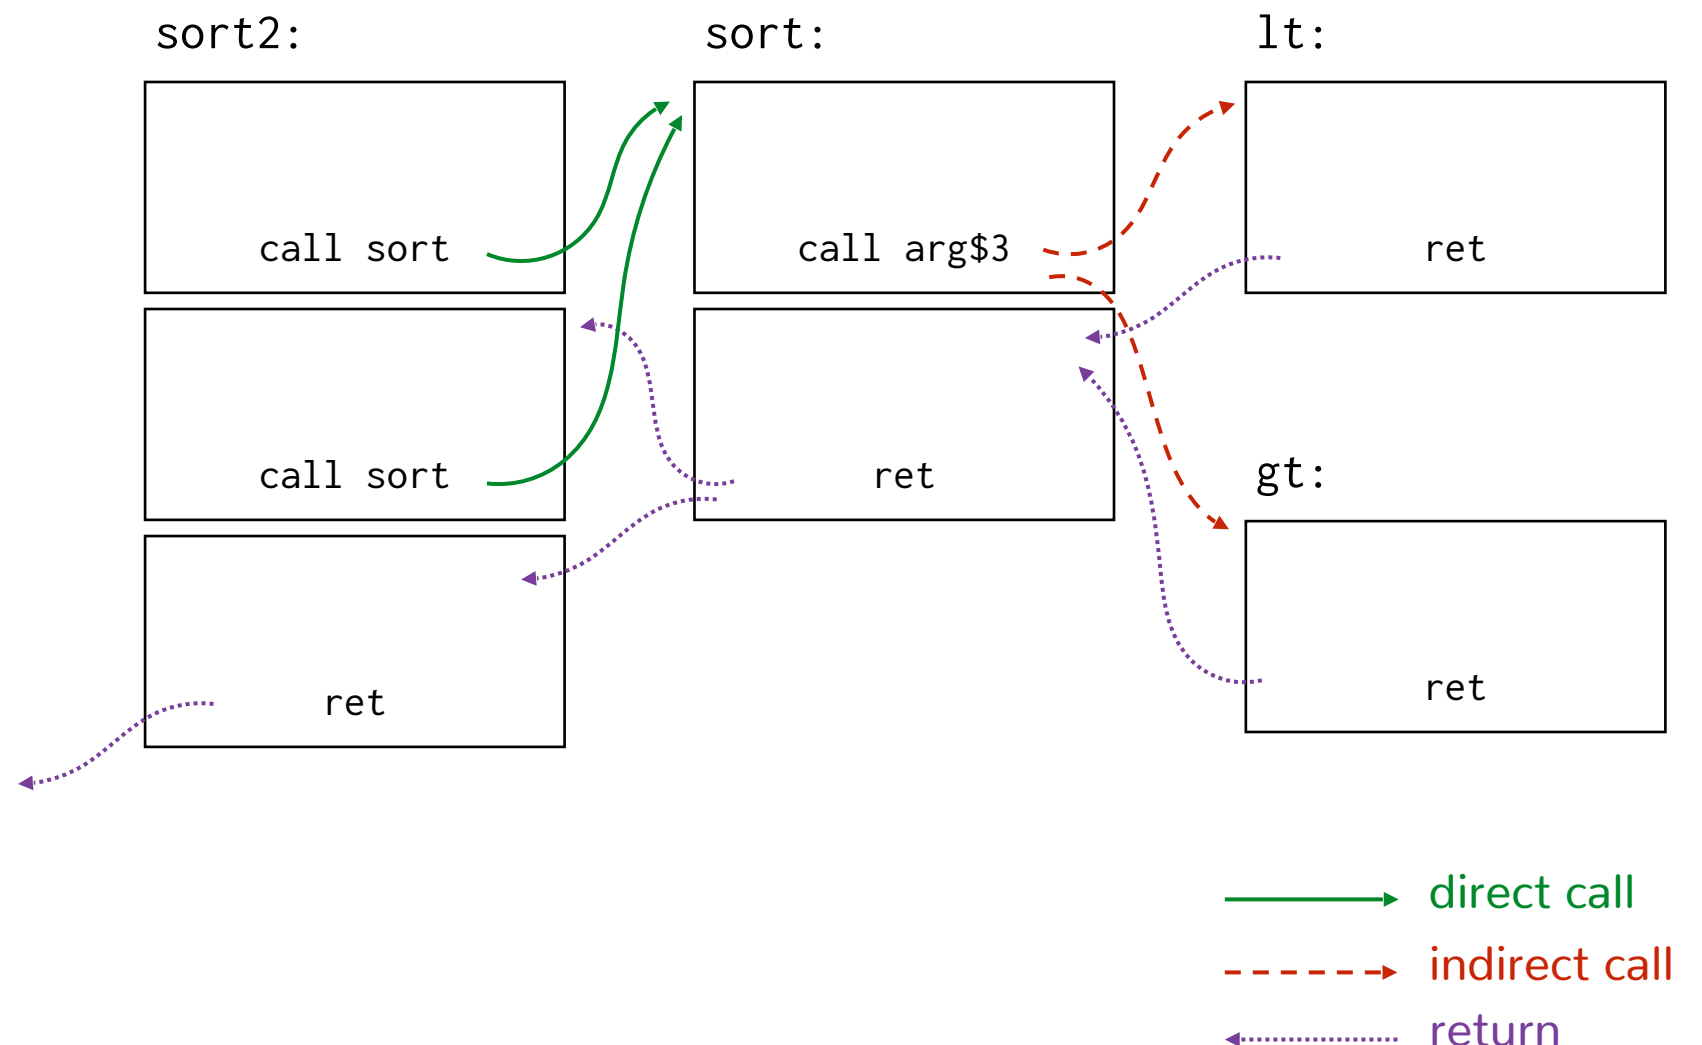 sort2:
call sort
call sort
ret
sort:
call arg$3
ret
lt:
ret
gt:
ret
direct call
indirect call
return